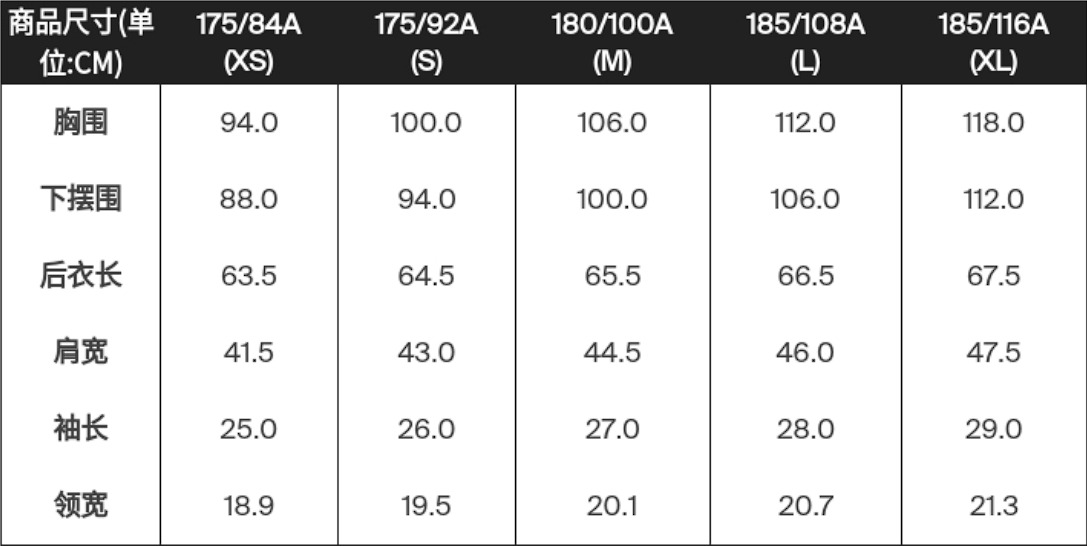 商品尺寸(单位:CM) 175/84A (XS) 175/92A (S) 180/100A (M) 185/108A (L) 185/116A (XL)
胸围 94.0 100.0 106.0 112.0 118.0
下摆围 88.0 94.0 100.0 106.0 112.0
后衣长 63.5 64.5 65.5 66.5 67.5
肩宽 41.5 43.0 44.5 46.0 47.5
袖长 25.0 26.0 27.0 28.0 29.0
领宽 18.9 19.5 20.1 20.7 21.3